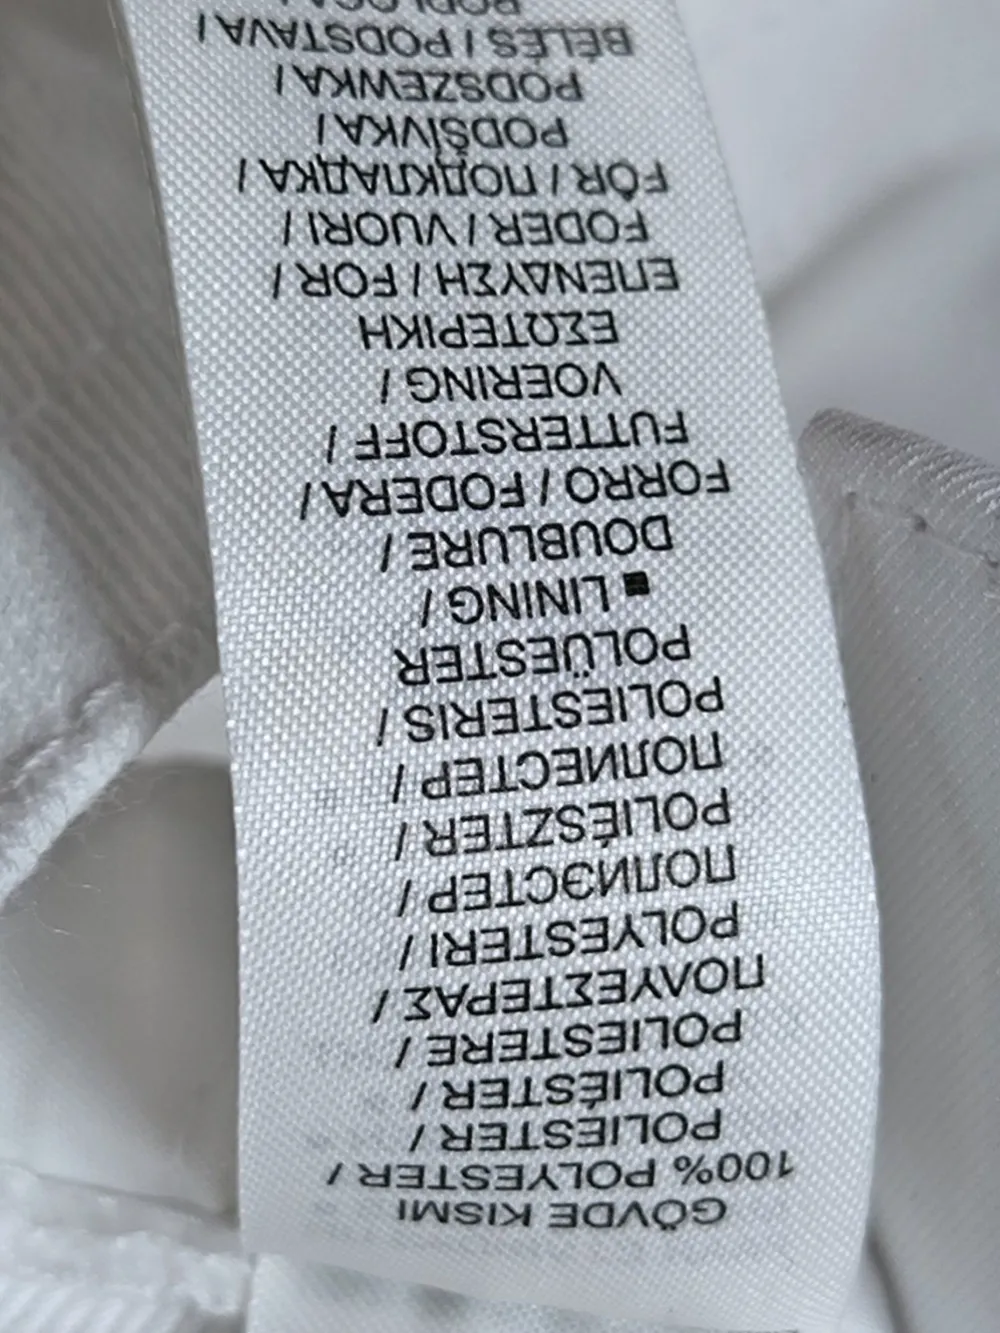 GÖVDE KISMI
100% POLYESTER /
POLIESTER /
POLIÉSTER /
POLIESTERE /
ΠΟΛΥΕΣΤΕΡΑΣ /
POLYESTERI /
ПОЛИЭСТЕР /
POLIÉSZTER /
ПОЛИЕСТЕР /
POLIESTERIS /
POLÜESTER
■ LINING /
DOUBLURE /
FORRO / FODERA /
FUTTERSTOFF /
VOERING /
ΕΣΩΤΕΡΙΚΗ
ΕΠΕΝΔΥΣΗ / FOR /
FODER / VUORI /
FÓR / ПОДКЛАДКА /
PODŠÍVKA /
PODSZEWKA /
BÉLÉS / PODSTAVA /